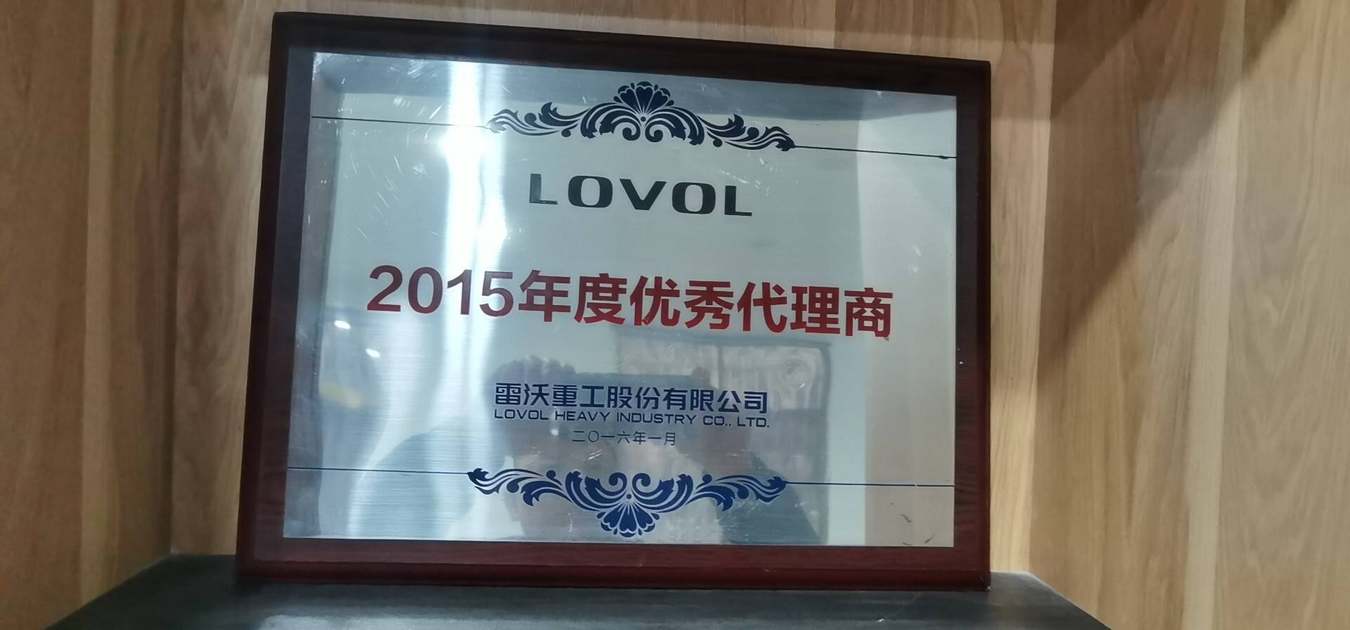 LOVOL
2015年度优秀代理商
雷沃重工股份有限公司
LOVOL HEAVY INDUSTRY CO., LTD.
二〇一六年一月